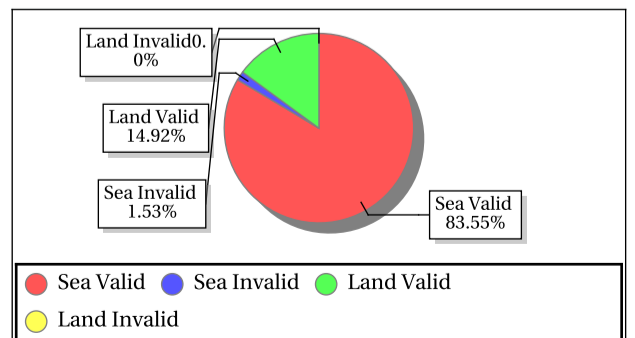 Land Invalid0.
0%
Land Valid
14.92%
Sea Invalid
1.53%
Sea Valid
83.55%
Sea Valid
Sea Invalid
Land Valid
Land Invalid